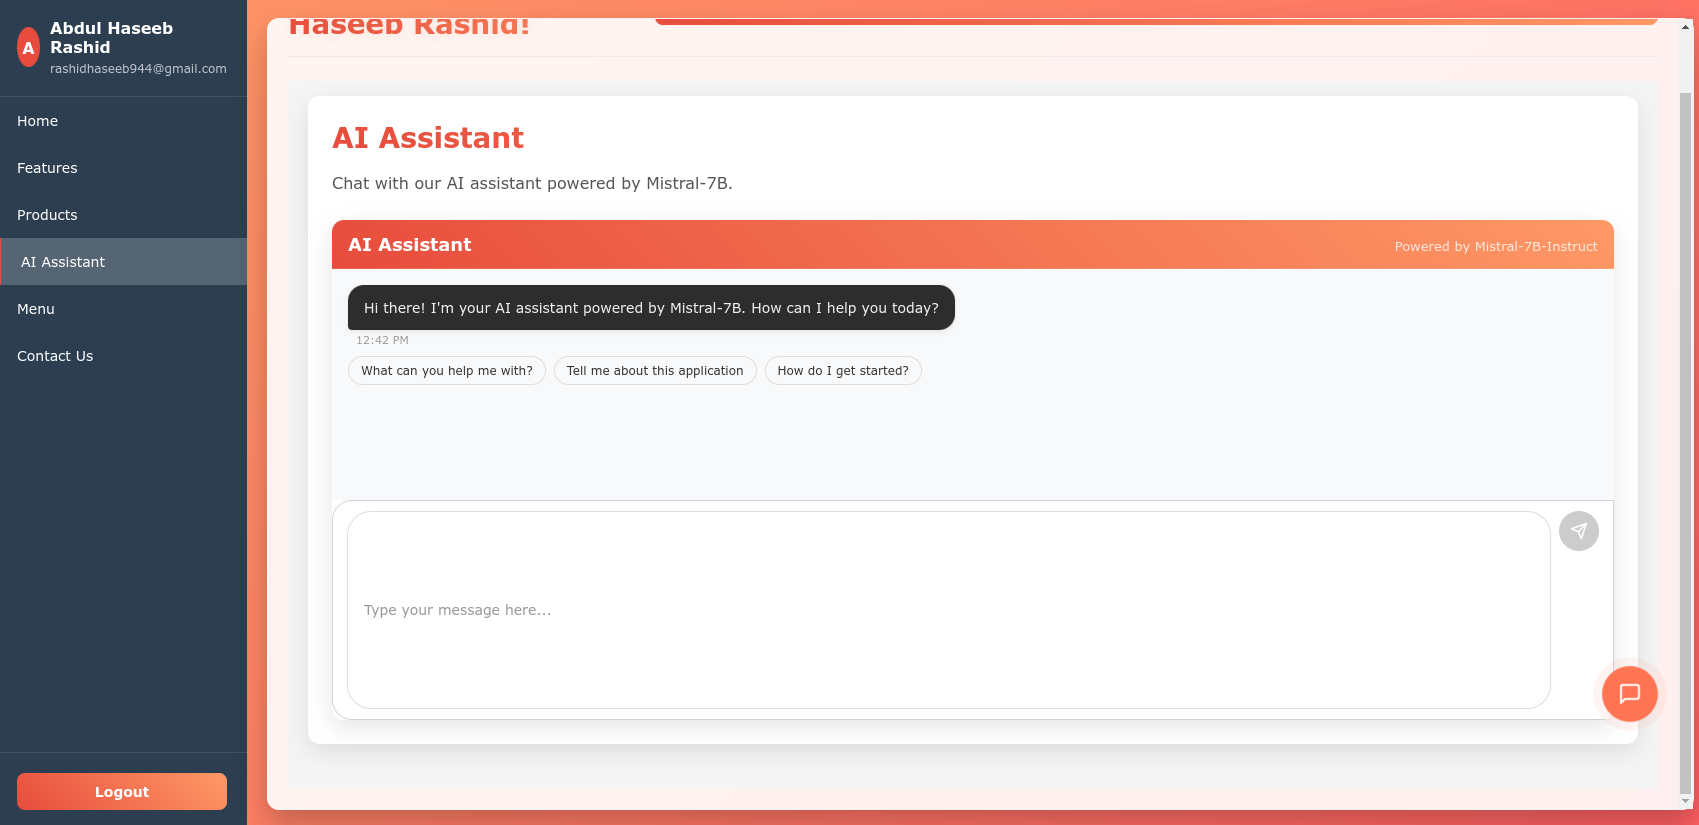 A
Abdul Haseeb
Rashid
rashidhaseeb944@gmail.com
Home
Features
Products
AI Assistant
Menu
Contact Us
Logout
Haseeb Rashid!
AI Assistant
Chat with our AI assistant powered by Mistral-7B.
AI Assistant
Powered by Mistral-7B-Instruct
Hi there! I'm your AI assistant powered by Mistral-7B. How can I help you today?
12:42 PM
What can you help me with?
Tell me about this application
How do I get started?
Type your message here...